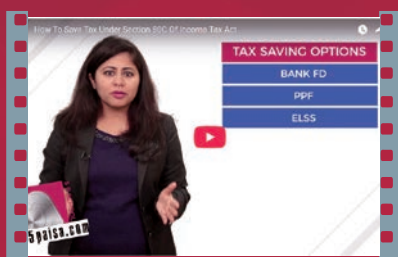 How To Save Tax Under Section 80C Of Income Tax Act
TAX SAVING OPTIONS
BANK FD
PPF
ELSS
5paisa.com